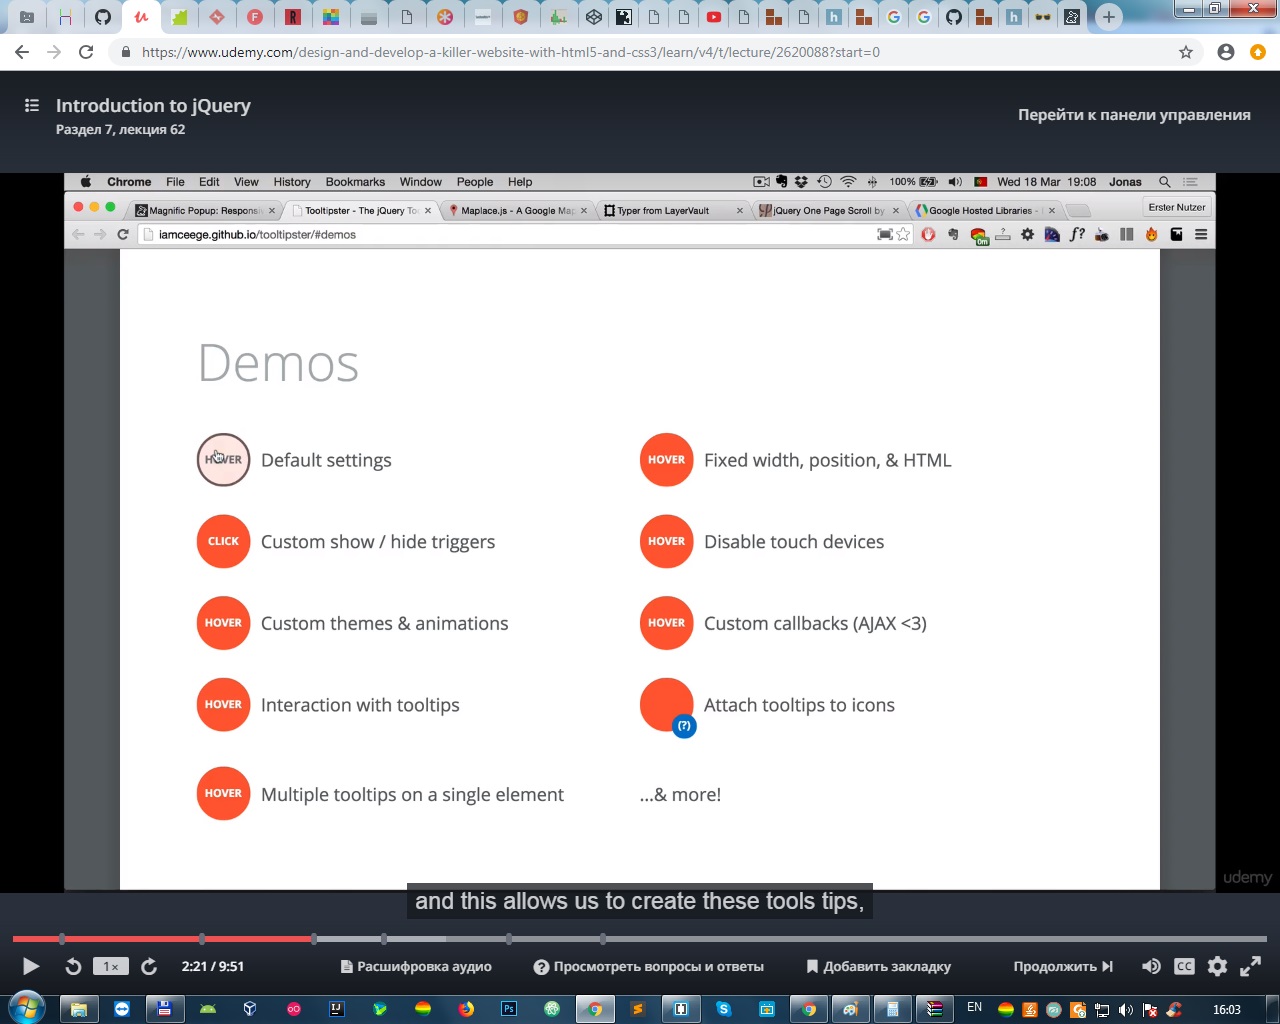 https://www.udemy.com/design-and-develop-a-killer-website-with-html5-and-css3/learn/v4/t/lecture/2620088?start=0
Introduction to jQuery
Раздел 7, лекция 62
Перейти к панели управления
Chrome File Edit View History Bookmarks Window People Help
100% Wed 18 Mar 19:08 Jonas
Magnific Popup: Responsi
Tooltipster - The jQuery To
Maplace.js - A Google Ma
Typer from LayerVault
jQuery One Page Scroll by
Google Hosted Libraries -
Erster Nutzer
iamceege.github.io/tooltipster/#demos
0m
f?
Demos
HOVER Default settings
HOVER Fixed width, position, & HTML
CLICK Custom show / hide triggers
HOVER Disable touch devices
HOVER Custom themes & animations
HOVER Custom callbacks (AJAX <3)
HOVER Interaction with tooltips
(?) Attach tooltips to icons
HOVER Multiple tooltips on a single element
...& more!
udemy
and this allows us to create these tools tips,
1× 2:21 / 9:51
Расшифровка аудио
Просмотреть вопросы и ответы
Добавить закладку
Продолжить
CC
EN
16:03